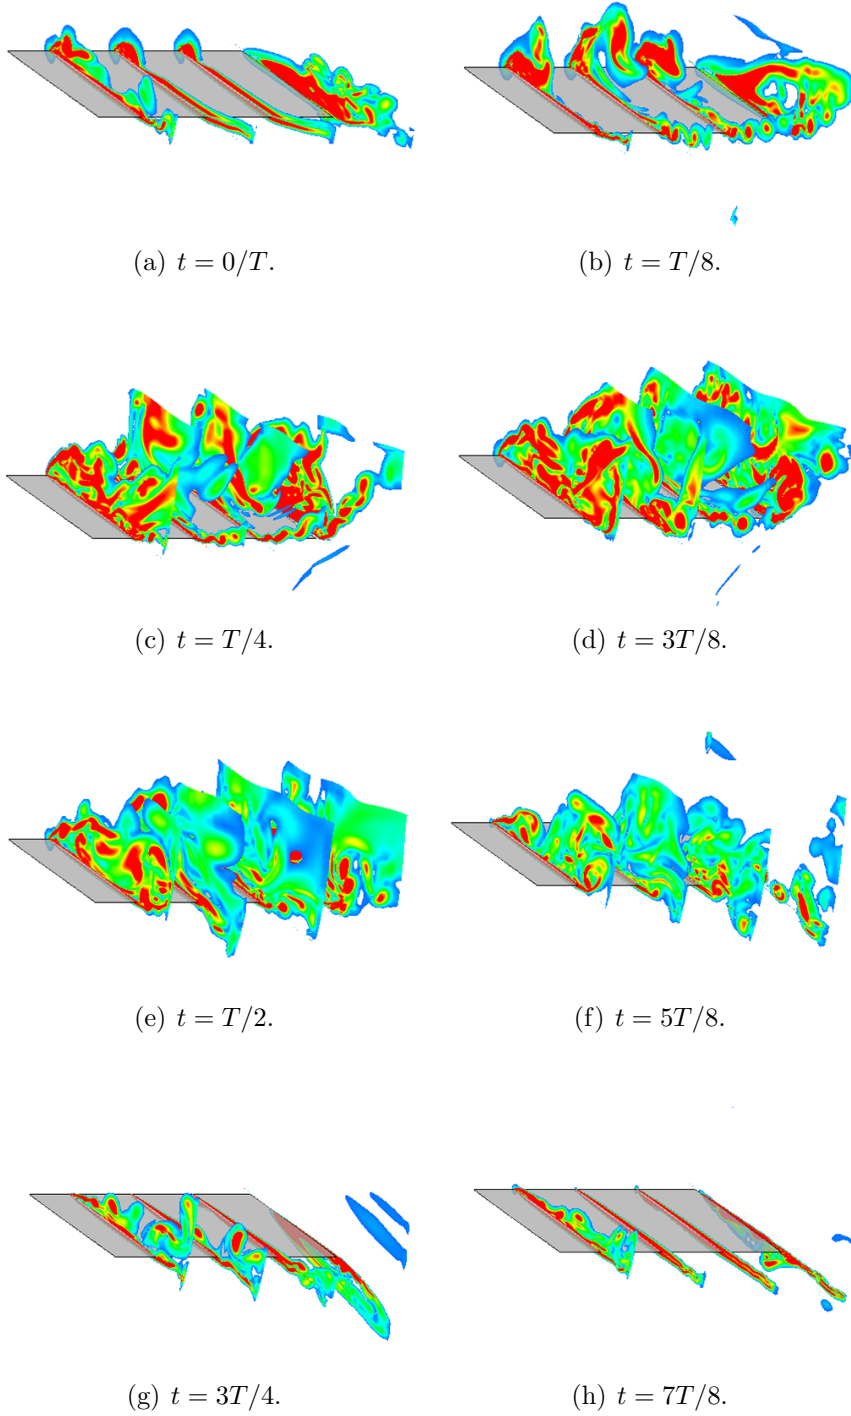 (a) t = 0/T.
(b) t = T/8.
(c) t = T/4.
(d) t = 3T/8.
(e) t = T/2.
(f) t = 5T/8.
(g) t = 3T/4.
(h) t = 7T/8.